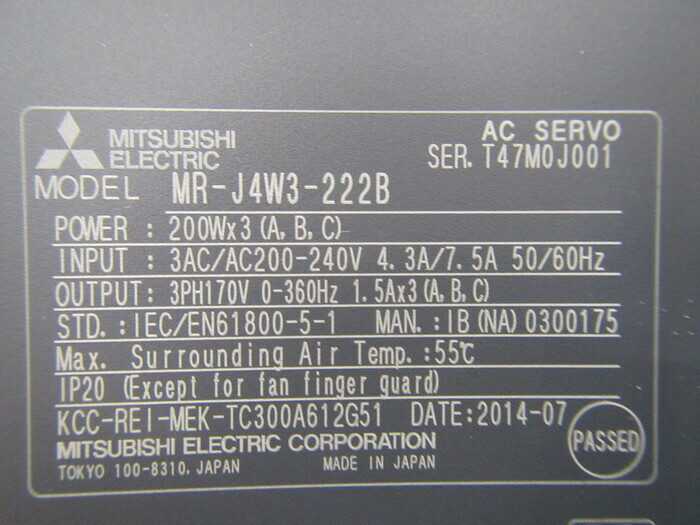 MITSUBISHI
ELECTRIC
AC SERVO
SER. T47M0J001
MODEL MR-J4W3-222B
POWER : 200Wx3 (A, B, C)
INPUT : 3AC/AC200-240V 4.3A/7.5A 50/60Hz
OUTPUT: 3PH170V 0-360Hz 1.5Ax3 (A, B, C)
STD. : IEC/EN61800-5-1 MAN. : IB (NA) 0300175
Max. Surrounding Air Temp. :55℃
IP20 (Except for fan finger guard)
KCC-REI-MEK-TC300A612G51 DATE:2014-07
MITSUBISHI ELECTRIC CORPORATION
TOKYO 100-8310, JAPAN MADE IN JAPAN
PASSED